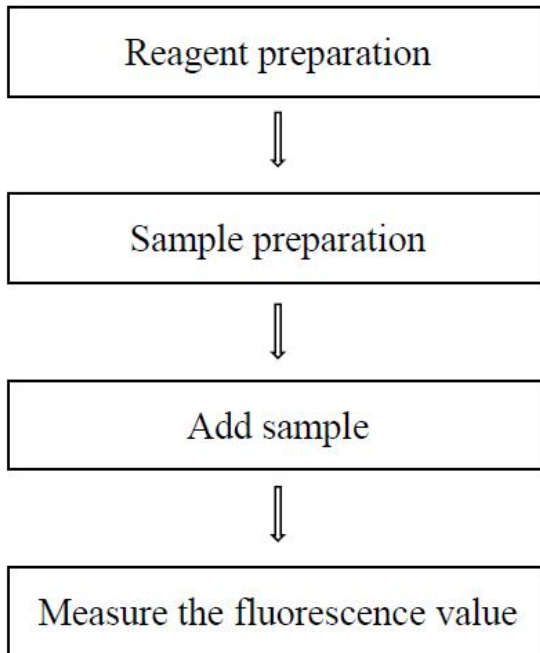 Reagent preparation
Sample preparation
Add sample
Measure the fluorescence value